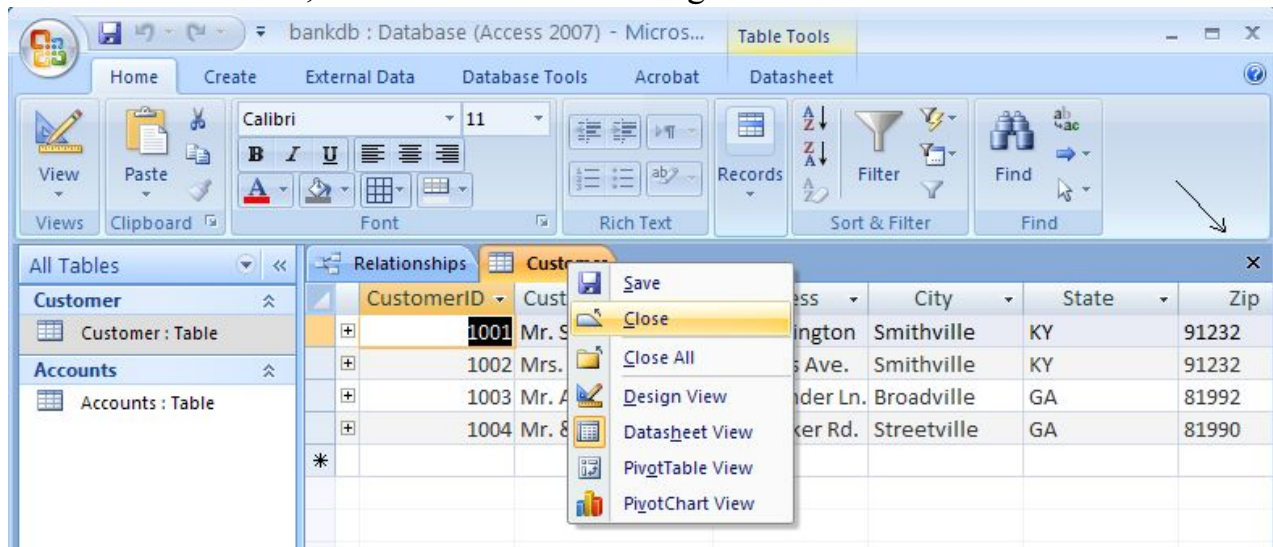 bankdb : Database (Access 2007) - Micros... Table Tools
Home Create External Data Database Tools Acrobat Datasheet
Calibri 11
B I U
View Paste Records Filter Find
Views Clipboard Font Rich Text Sort & Filter Find
All Tables Relationships
Customer CustomerID City State Zip
Customer : Table 1001 Mr. Smithville KY 91232
Accounts 1002 Mrs. Ave. Smithville KY 91232
Accounts : Table 1003 Mr. Ln. Broadville GA 81992
1004 Mr. & Rd. Streetville GA 81990
Save
Close
Close All
Design View
Datasheet View
PivotTable View
PivotChart View